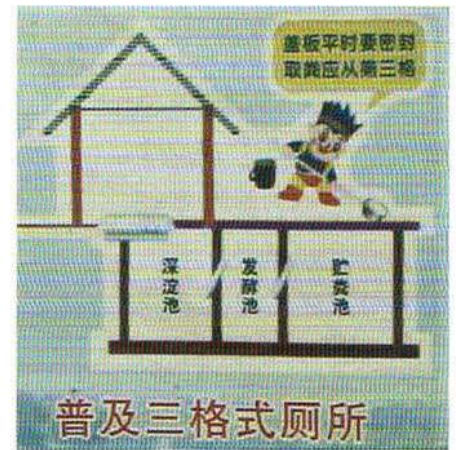 盖板平时要密封
取粪应从第三格
深淀池
发酵池
贮粪池
普及三格式厕所